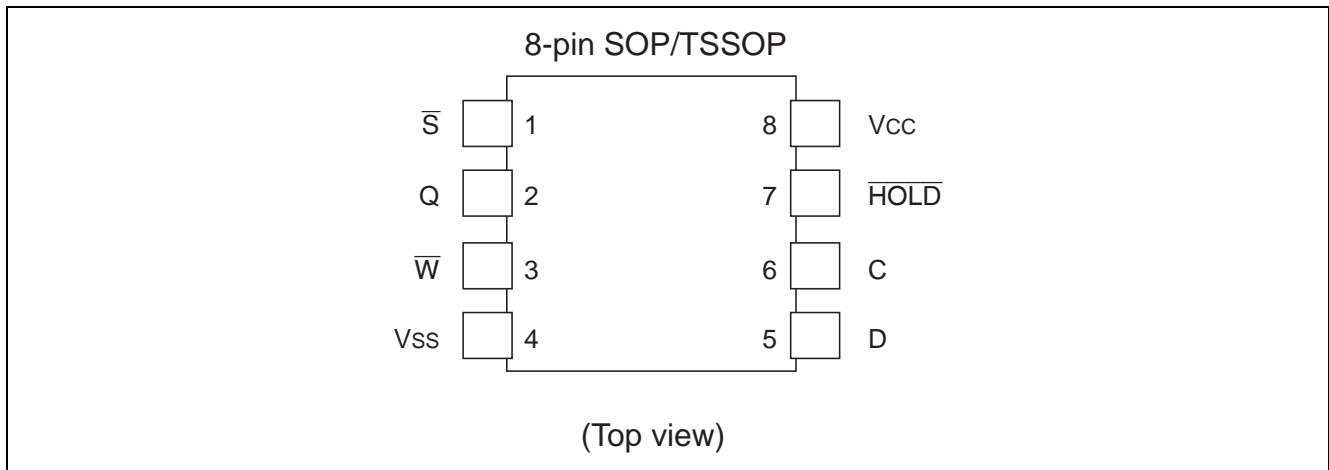 8-pin SOP/TSSOP
S̅ 1 8 VCC
Q 2 7 H̅O̅L̅D̅
W̅ 3 6 C
VSS 4 5 D
(Top view)